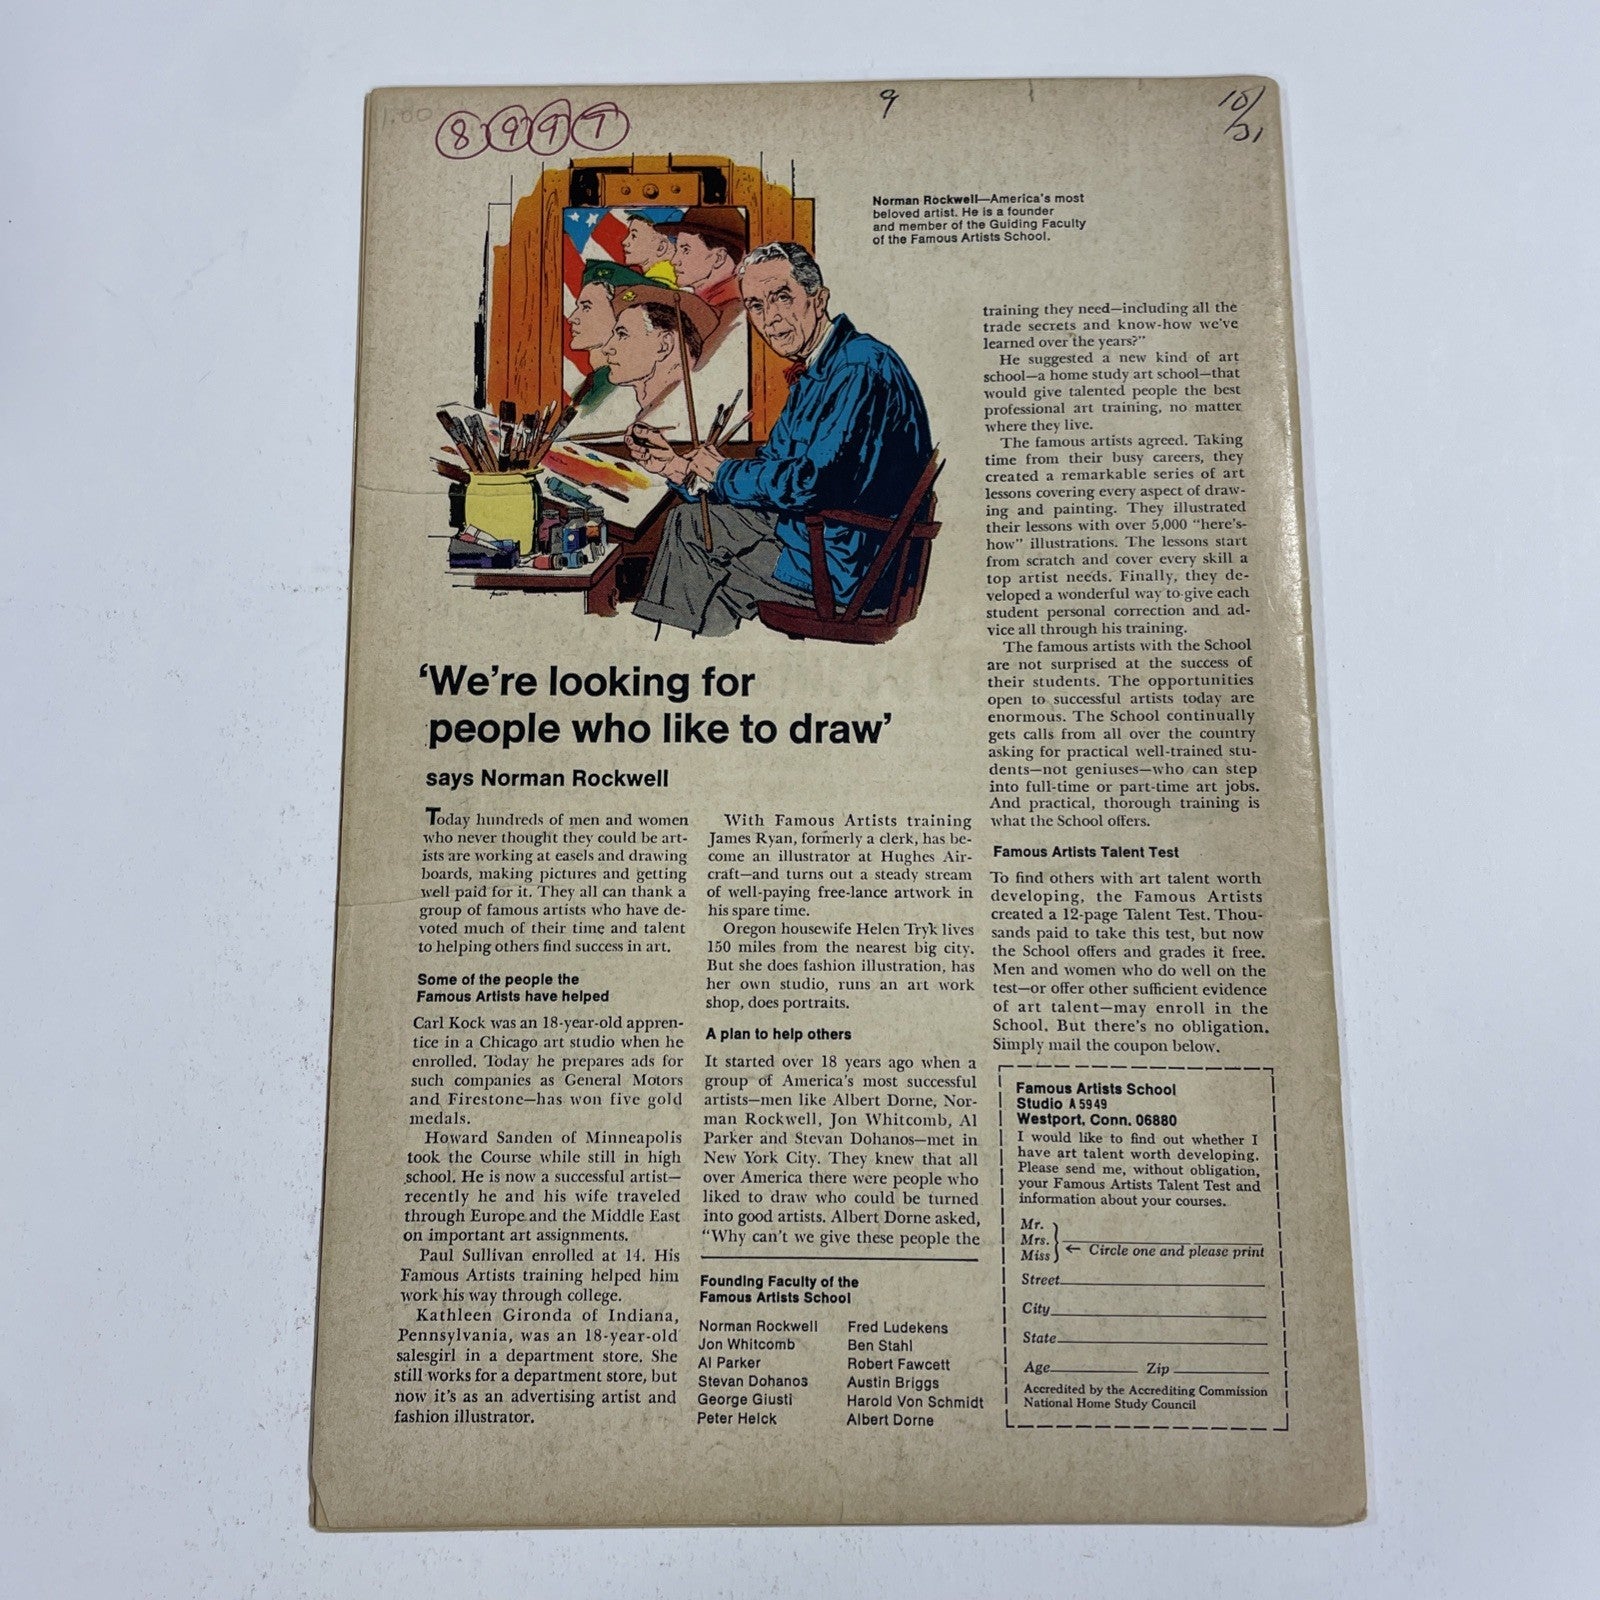 1.00
8 9 9 9
9
10/
31
Norman Rockwell—America's most
beloved artist. He is a founder
and member of the Guiding Faculty
of the Famous Artists School.
‘We're looking for
people who like to draw’
says Norman Rockwell
Today hundreds of men and women
who never thought they could be art-
ists are working at easels and drawing
boards, making pictures and getting
well paid for it. They all can thank a
group of famous artists who have de-
voted much of their time and talent
to helping others find success in art.
Some of the people the
Famous Artists have helped
Carl Kock was an 18-year-old appren-
tice in a Chicago art studio when he
enrolled. Today he prepares ads for
such companies as General Motors
and Firestone—has won five gold
medals.
Howard Sanden of Minneapolis
took the Course while still in high
school. He is now a successful artist—
recently he and his wife traveled
through Europe and the Middle East
on important art assignments.
Paul Sullivan enrolled at 14. His
Famous Artists training helped him
work his way through college.
Kathleen Gironda of Indiana,
Pennsylvania, was an 18-year-old
salesgirl in a department store. She
still works for a department store, but
now it's as an advertising artist and
fashion illustrator.
With Famous Artists training
James Ryan, formerly a clerk, has be-
come an illustrator at Hughes Air-
craft—and turns out a steady stream
of well-paying free-lance artwork in
his spare time.
Oregon housewife Helen Tryk lives
150 miles from the nearest big city.
But she does fashion illustration, has
her own studio, runs an art work
shop, does portraits.
A plan to help others
It started over 18 years ago when a
group of America's most successful
artists—men like Albert Dorne, Nor-
man Rockwell, Jon Whitcomb, Al
Parker and Stevan Dohanos—met in
New York City. They knew that all
over America there were people who
liked to draw who could be turned
into good artists. Albert Dorne asked,
“Why can't we give these people the
Founding Faculty of the
Famous Artists School
Norman Rockwell
Jon Whitcomb
Al Parker
Stevan Dohanos
George Giusti
Peter Helck
Fred Ludekens
Ben Stahl
Robert Fawcett
Austin Briggs
Harold Von Schmidt
Albert Dorne
training they need—including all the
trade secrets and know-how we've
learned over the years?”
He suggested a new kind of art
school—a home study art school—that
would give talented people the best
professional art training, no matter
where they live.
The famous artists agreed. Taking
time from their busy careers, they
created a remarkable series of art
lessons covering every aspect of draw-
ing and painting. They illustrated
their lessons with over 5,000 “here's-
how” illustrations. The lessons start
from scratch and cover every skill a
top artist needs. Finally, they de-
veloped a wonderful way to give each
student personal correction and ad-
vice all through his training.
The famous artists with the School
are not surprised at the success of
their students. The opportunities
open to successful artists today are
enormous. The School continually
gets calls from all over the country
asking for practical well-trained stu-
dents—not geniuses—who can step
into full-time or part-time art jobs.
And practical, thorough training is
what the School offers.
Famous Artists Talent Test
To find others with art talent worth
developing, the Famous Artists
created a 12-page Talent Test. Thou-
sands paid to take this test, but now
the School offers and grades it free.
Men and women who do well on the
test—or offer other sufficient evidence
of art talent—may enroll in the
School. But there's no obligation.
Simply mail the coupon below.
Famous Artists School
Studio A 5949
Westport, Conn. 06880
I would like to find out whether I
have art talent worth developing.
Please send me, without obligation,
your Famous Artists Talent Test and
information about your courses.
Mr.
Mrs.
Miss ← Circle one and please print
Street
City
State
Age Zip
Accredited by the Accrediting Commission
National Home Study Council